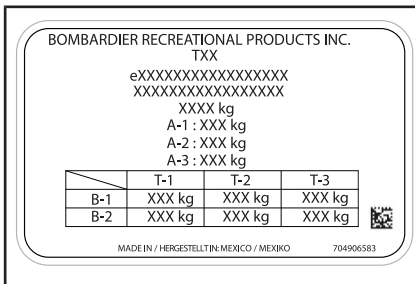 BOMBARDIER RECREATIONAL PRODUCTS INC.
TXX
eXXXXXXXXXXXXXXXXX
XXXXXXXXXXXXXXXXX
XXXX kg
A-1 : XXX kg
A-2 : XXX kg
A-3 : XXX kg
T-1 T-2 T-3
B-1 XXX kg XXX kg XXX kg
B-2 XXX kg XXX kg XXX kg
MADE IN / HERGESTELLT IN: MEXICO / MEXIKO 704906583